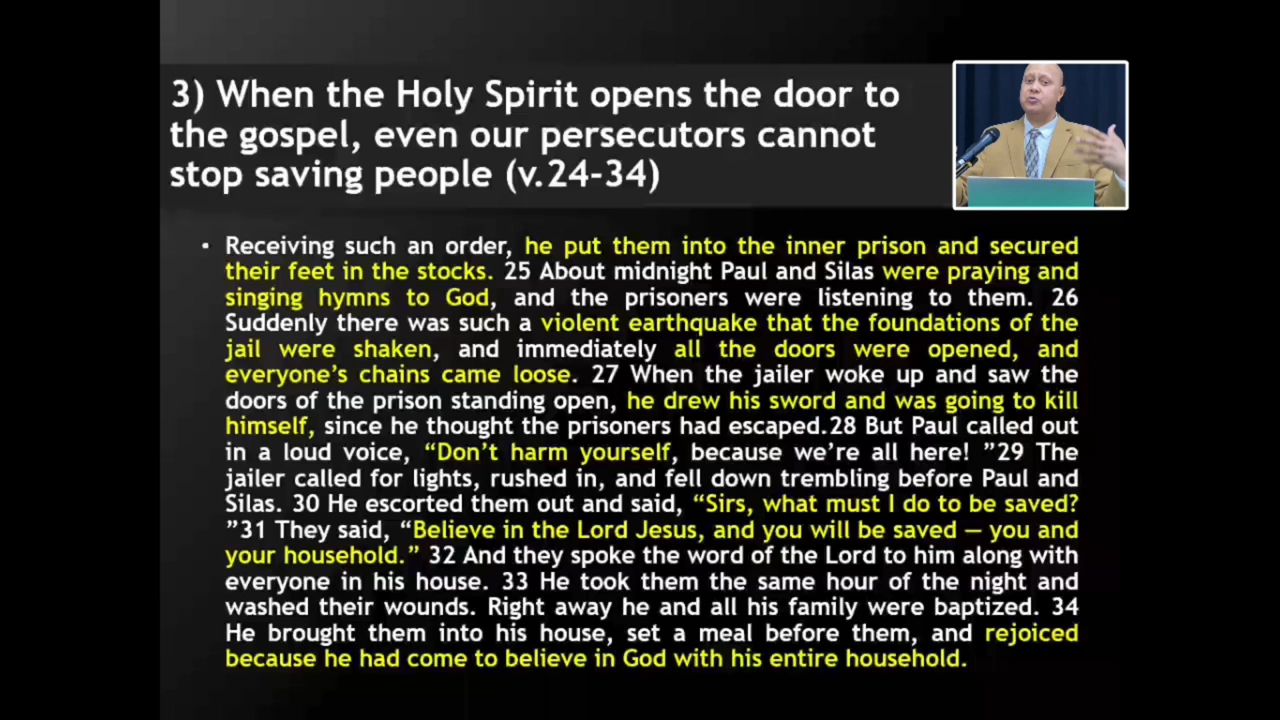 3) When the Holy Spirit opens the door to
the gospel, even our persecutors cannot
stop saving people (v.24-34)
• Receiving such an order, he put them into the inner prison and secured
their feet in the stocks. 25 About midnight Paul and Silas were praying and
singing hymns to God, and the prisoners were listening to them. 26
Suddenly there was such a violent earthquake that the foundations of the
jail were shaken, and immediately all the doors were opened, and
everyone's chains came loose. 27 When the jailer woke up and saw the
doors of the prison standing open, he drew his sword and was going to kill
himself, since he thought the prisoners had escaped.28 But Paul called out
in a loud voice, “Don't harm yourself, because we're all here! ”29 The
jailer called for lights, rushed in, and fell down trembling before Paul and
Silas. 30 He escorted them out and said, “Sirs, what must I do to be saved?
”31 They said, “Believe in the Lord Jesus, and you will be saved — you and
your household.” 32 And they spoke the word of the Lord to him along with
everyone in his house. 33 He took them the same hour of the night and
washed their wounds. Right away he and all his family were baptized. 34
He brought them into his house, set a meal before them, and rejoiced
because he had come to believe in God with his entire household.